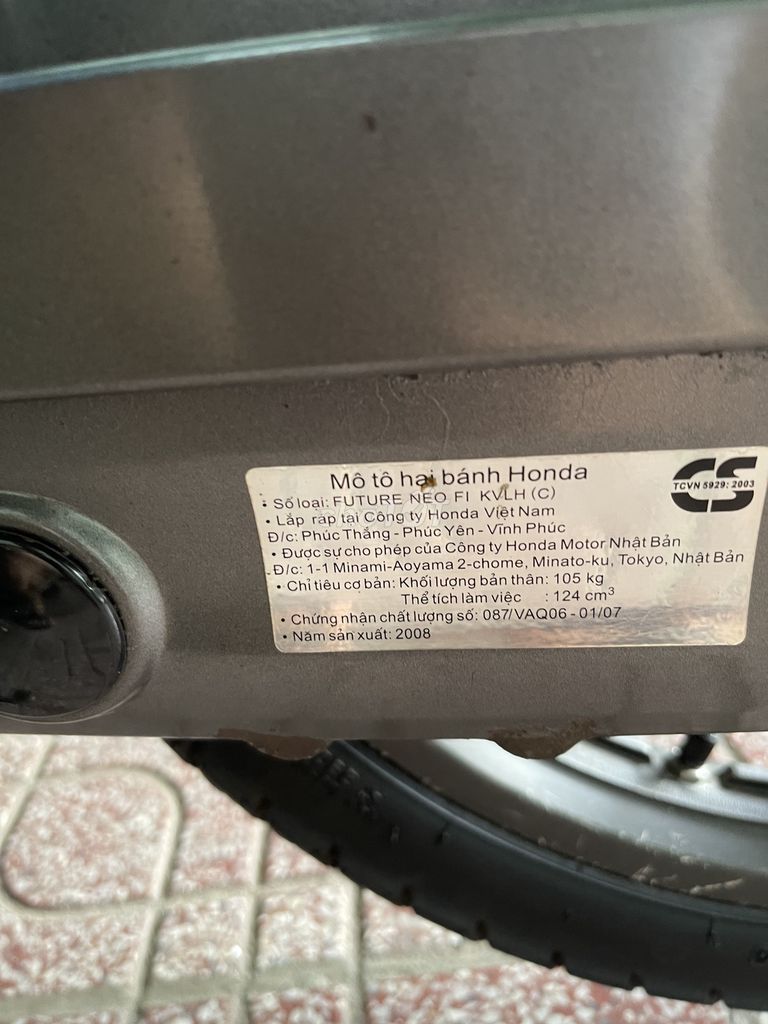 Mô tô hai bánh Honda
CS
TCVN 5929: 2003
• Số loại: FUTURE NEO FI KVLH (C)
• Lắp ráp tại Công ty Honda Việt Nam
Đ/c: Phúc Thắng - Phúc Yên - Vĩnh Phúc
• Được sự cho phép của Công ty Honda Motor Nhật Bản
Đ/c: 1-1 Minami-Aoyama 2-chome, Minato-ku, Tokyo, Nhật Bản
• Chỉ tiêu cơ bản: Khối lượng bản thân: 105 kg
Thể tích làm việc : 124 cm³
• Chứng nhận chất lượng số: 087/VAQ06 - 01/07
• Năm sản xuất: 2008